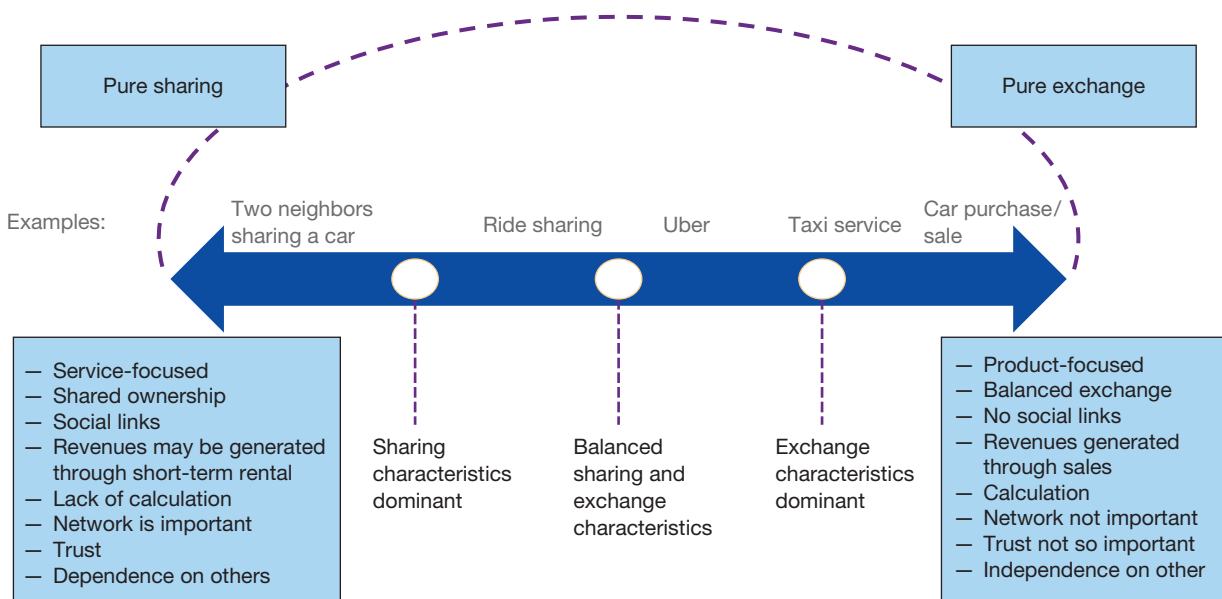 Pure sharing
Pure exchange
Examples:
Two neighbors
sharing a car
Ride sharing
Uber
Taxi service
Car purchase/
sale
— Service-focused
— Shared ownership
— Social links
— Revenues may be generated
through short-term rental
— Lack of calculation
— Network is important
— Trust
— Dependence on others
Sharing
characteristics
dominant
Balanced
sharing and
exchange
characteristics
Exchange
characteristics
dominant
— Product-focused
— Balanced exchange
— No social links
— Revenues generated
through sales
— Calculation
— Network not important
— Trust not so important
— Independence on other